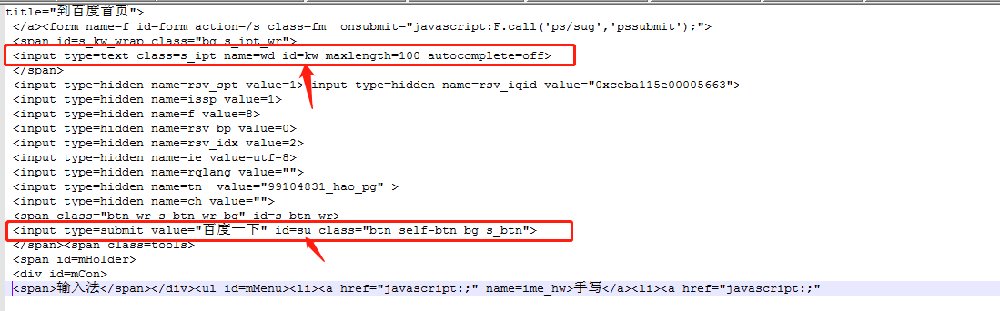 title="到百度首页">
</a><form name=f id=form action=/s class=fm  onsubmit="javascript:F.call('ps/sug','pssubmit');">
<span id=s_kw_wrap class="bg s_ipt_wr">
<input type=text class=s_ipt name=wd id=kw maxlength=100 autocomplete=off>
</span>
<input type=hidden name=rsv_spt value=1><input type=hidden name=rsv_iqid value="0xceba115e00005663">
<input type=hidden name=issp value=1>
<input type=hidden name=f value=8>
<input type=hidden name=rsv_bp value=0>
<input type=hidden name=rsv_idx value=2>
<input type=hidden name=ie value=utf-8>
<input type=hidden name=rqlang value="">
<input type=hidden name=tn  value="99104831_hao_pg" >
<input type=hidden name=ch value="">
<span class="btn_wr s_btn_wr bg" id=s_btn_wr>
<input type=submit value="百度一下" id=su class="btn self-btn bg s_btn">
</span><span class=tools>
<span id=mHolder>
<div id=mCon>
<span>输入法</span></div><ul id=mMenu><li><a href="javascript:;" name=ime_hw>手写</a><li><a href="javascript:;"